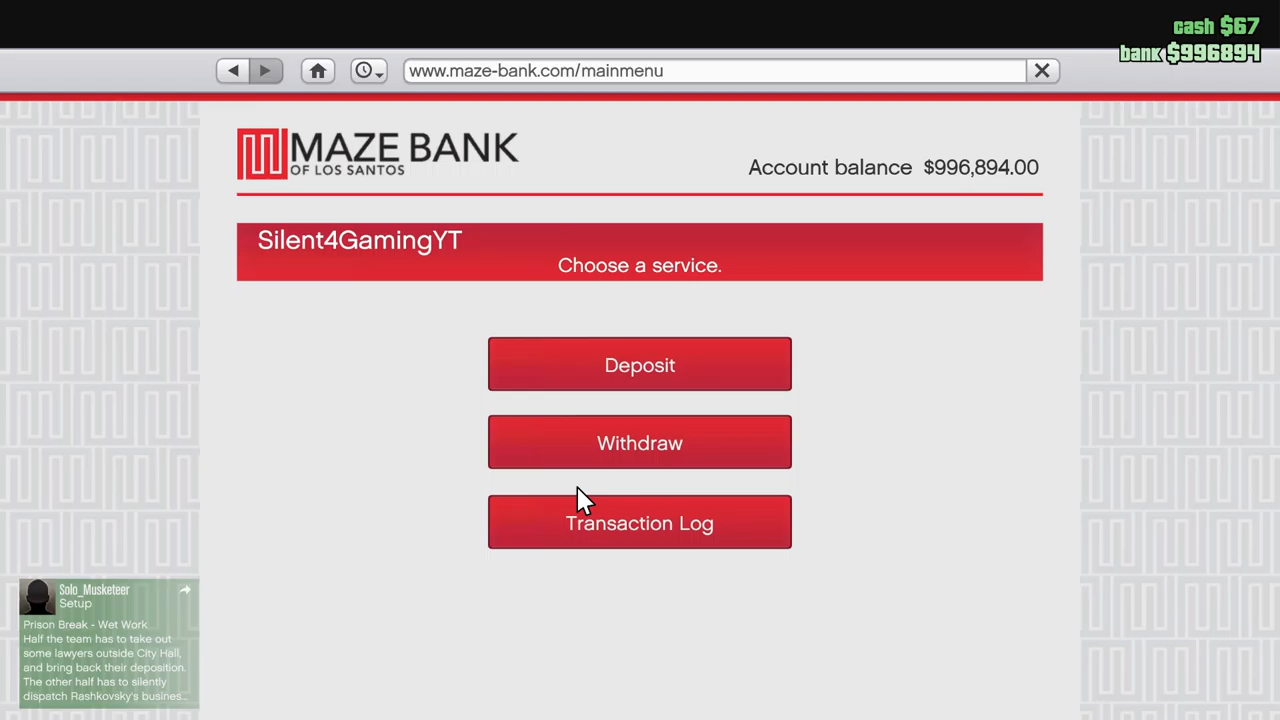 cash $67
bank $996894
www.maze-bank.com/mainmenu
MAZE BANK
OF LOS SANTOS
Account balance $996,894.00
Silent4GamingYT
Choose a service.
Deposit
Withdraw
Transaction Log
Solo_Musketeer
Setup
Prison Break - Wet Work
Half the team has to take out
some lawyers outside City Hall,
and bring back their deposition.
The other half has to silently
dispatch Rashkovsky's busines...